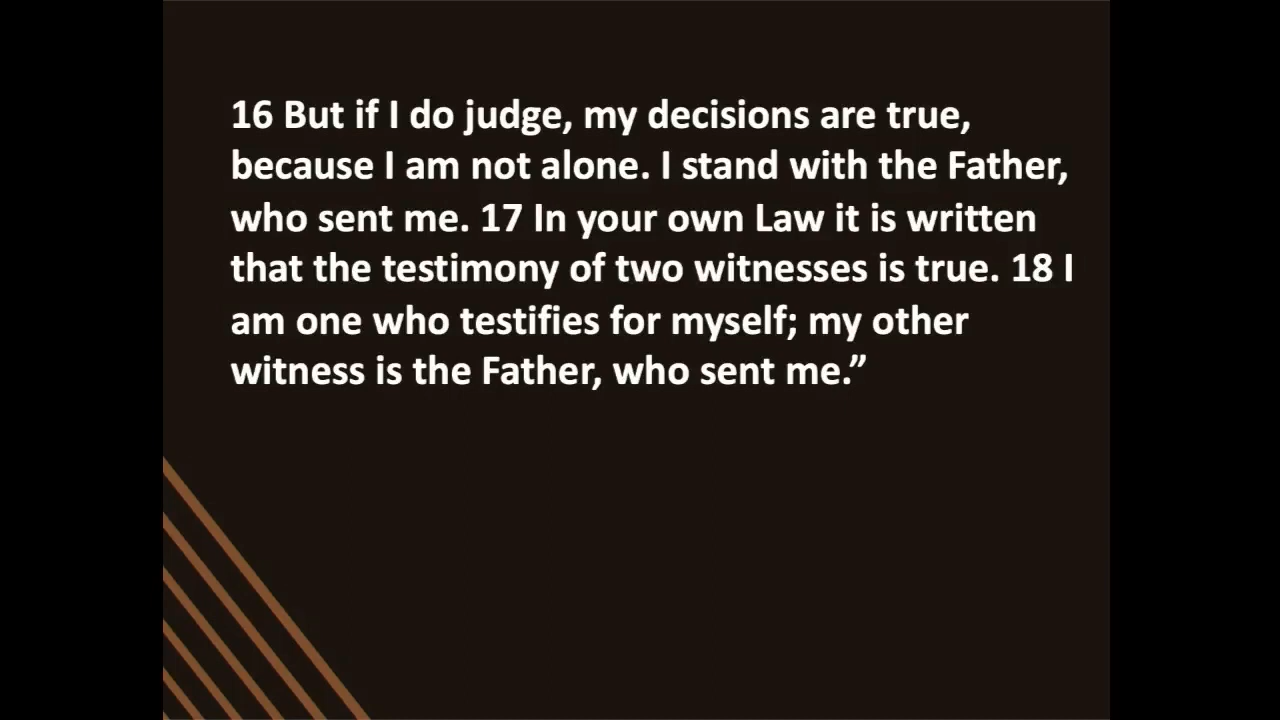 16 But if I do judge, my decisions are true,
because I am not alone. I stand with the Father,
who sent me. 17 In your own Law it is written
that the testimony of two witnesses is true. 18 I
am one who testifies for myself; my other
witness is the Father, who sent me.”